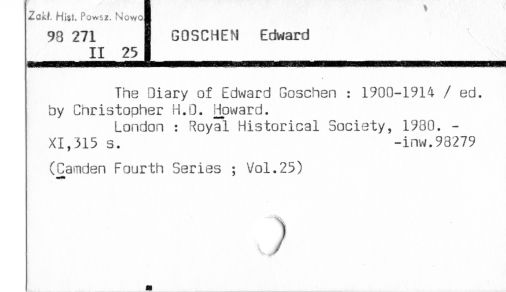 Zakł. Hist. Powsz. Nowo
98 271
II 25
GOSCHEN Edward
The Diary of Edward Goschen : 1900-1914 / ed.
by Christopher H.D. Howard.
London : Royal Historical Society, 1980. -
XI,315 s. -inw.98279
(Camden Fourth Series ; Vol.25)